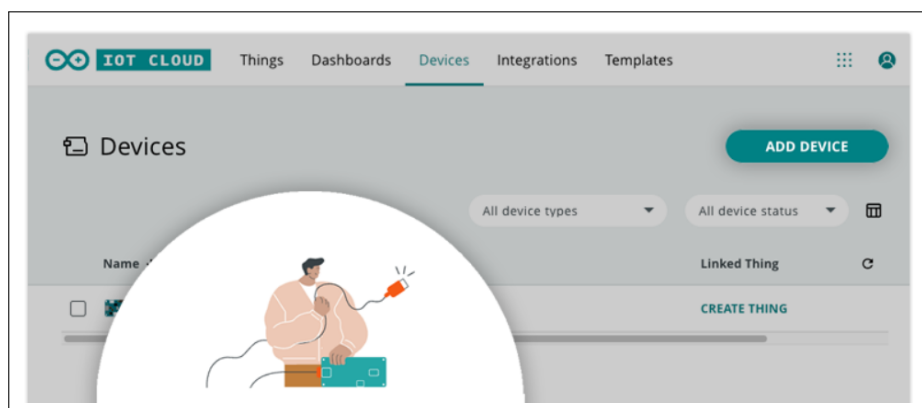 IOT CLOUD Things Dashboards Devices Integrations Templates
Devices ADD DEVICE
All device types All device status
Name Linked Thing
CREATE THING